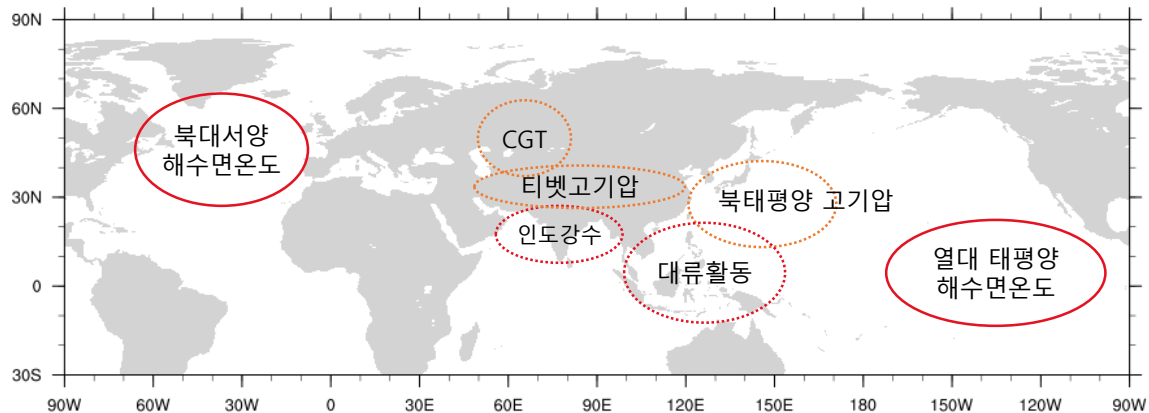 90N
60N
30N
0
30S
북대서양
해수면온도
CGT
티벳고기압
북태평양 고기압
인도강수
대류활동
열대 태평양
해수면온도
90W 60W 30W 0 30E 60E 90E 120E 150E 180 150W 120W 90W